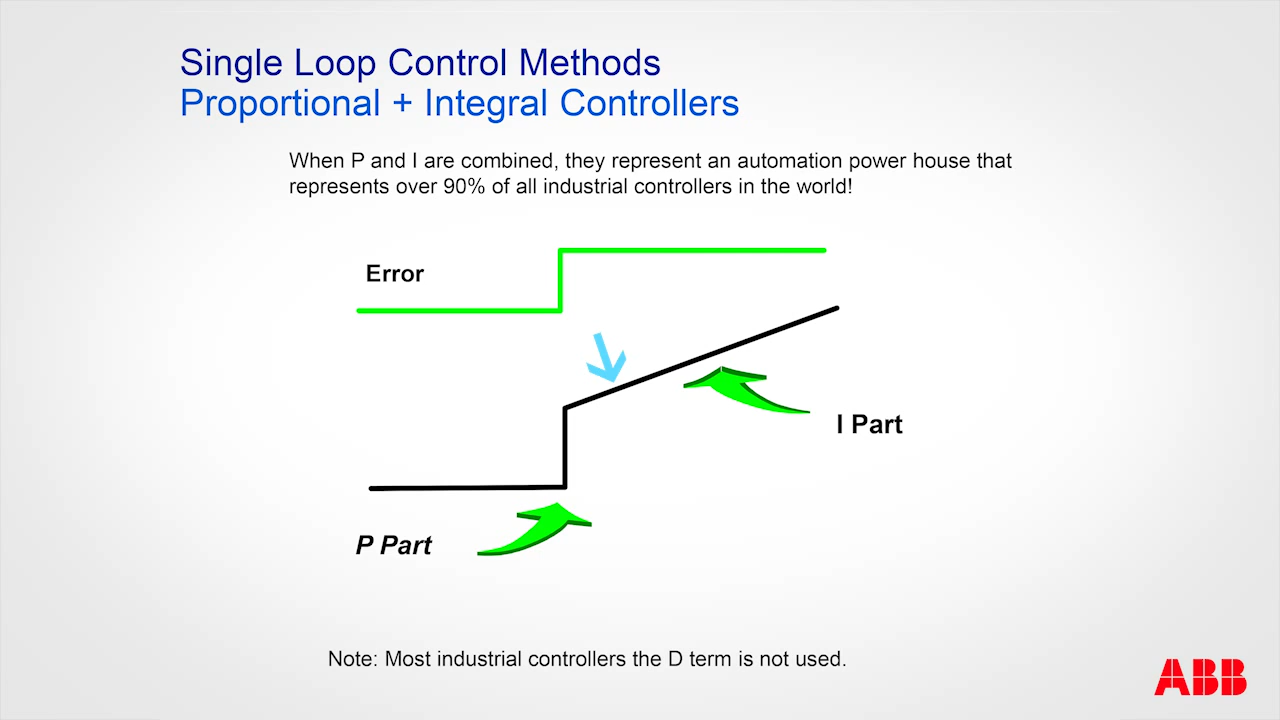 Single Loop Control Methods
Proportional + Integral Controllers
When P and I are combined, they represent an automation power house that
represents over 90% of all industrial controllers in the world!
Error
I Part
P Part
Note: Most industrial controllers the D term is not used.
ABB